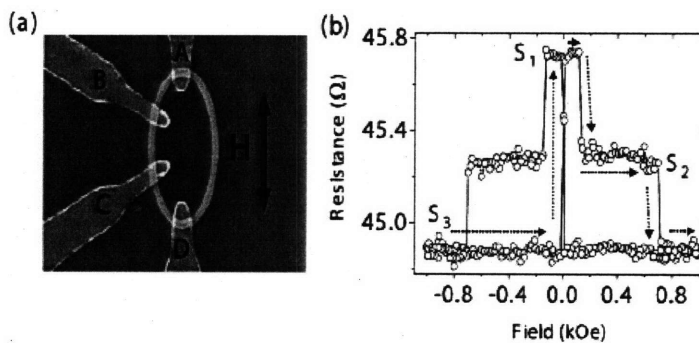 (a)
A
B
H
C
D
(b)
Resistance (Ω)
45.8
45.4
45.0
S₁
S₂
S₃
-0.8 -0.4 0.0 0.4 0.8
Field (kOe)